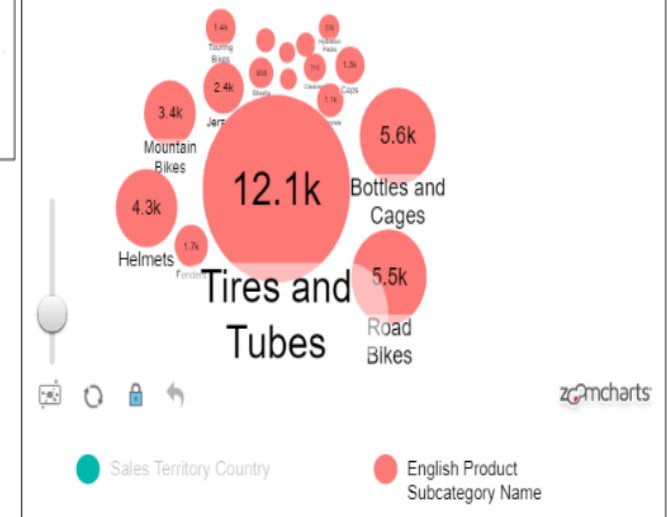 1.4k
Touring
Bikes
1.3k
Caps
2.4k
1.1k
3.4k
Mountain
Bikes
12.1k
Tires and
Tubes
5.6k
Bottles and
Cages
4.3k
Helmets
1.7k
Fenders
5.5k
Road
Bikes
zoomcharts
Sales Territory Country
English Product
Subcategory Name